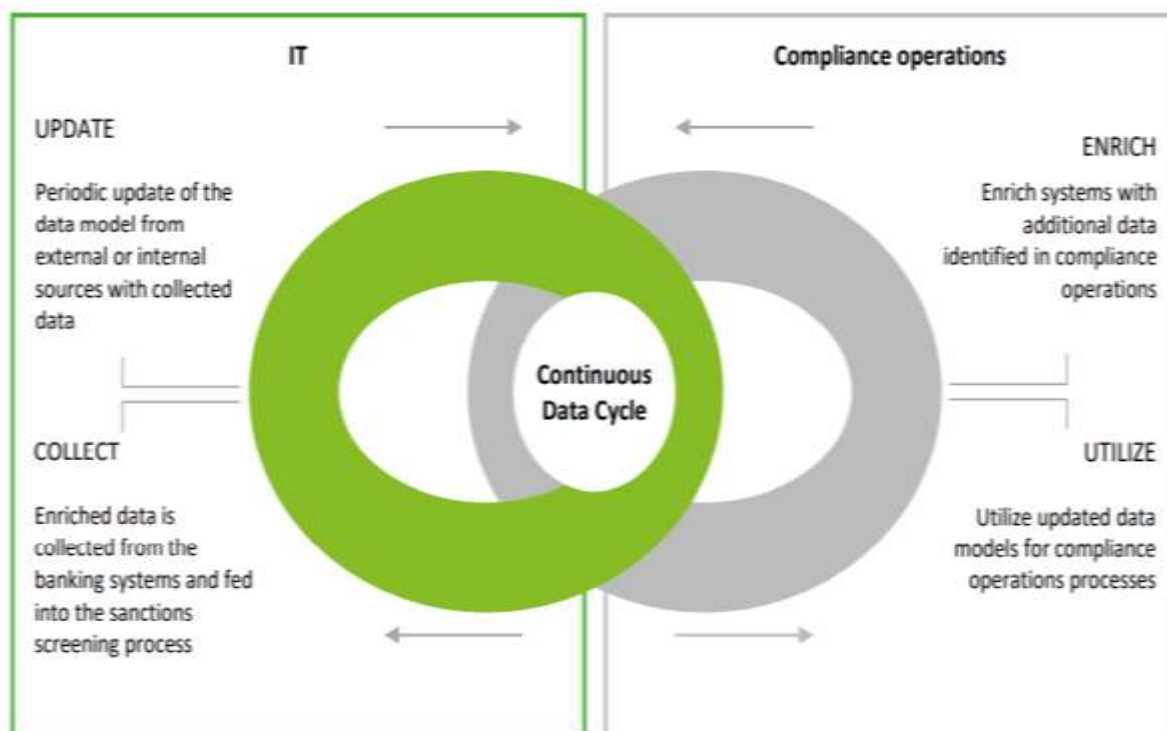 IT
UPDATE
Periodic update of the
data model from
external or internal
sources with collected
data
COLLECT
Enriched data is
collected from the
banking systems and fed
into the sanctions
screening process
Continuous
Data Cycle
Compliance operations
ENRICH
Enrich systems with
additional data
identified in compliance
operations
UTILIZE
Utilize updated data
models for compliance
operations processes